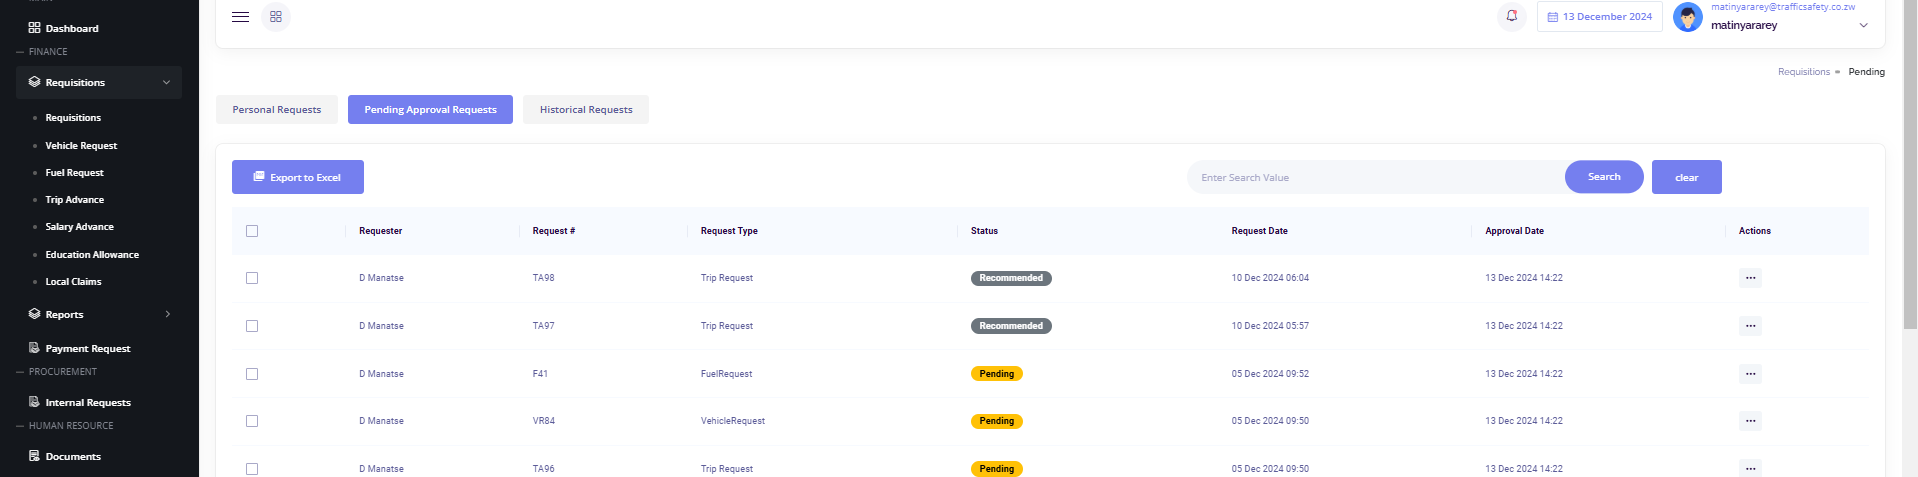 Dashboard
FINANCE
Requisitions
Requisitions
Vehicle Request
Fuel Request
Trip Advance
Salary Advance
Education Allowance
Local Claims
Reports
Payment Request
PROCUREMENT
Internal Requests
HUMAN RESOURCE
Documents
13 December 2024
matinyararey@trafficsafety.co.zw
matinyararey
Requisitions Pending
Personal Requests Pending Approval Requests Historical Requests
Export to Excel Enter Search Value Search clear
Requester Request # Request Type Status Request Date Approval Date Actions
D Manatse TA98 Trip Request Recommended 10 Dec 2024 06:04 13 Dec 2024 14:22 ...
D Manatse TA97 Trip Request Recommended 10 Dec 2024 05:57 13 Dec 2024 14:22 ...
D Manatse F41 FuelRequest Pending 05 Dec 2024 09:52 13 Dec 2024 14:22 ...
D Manatse VR84 VehicleRequest Pending 05 Dec 2024 09:50 13 Dec 2024 14:22 ...
D Manatse TA96 Trip Request Pending 05 Dec 2024 09:50 13 Dec 2024 14:22 ...